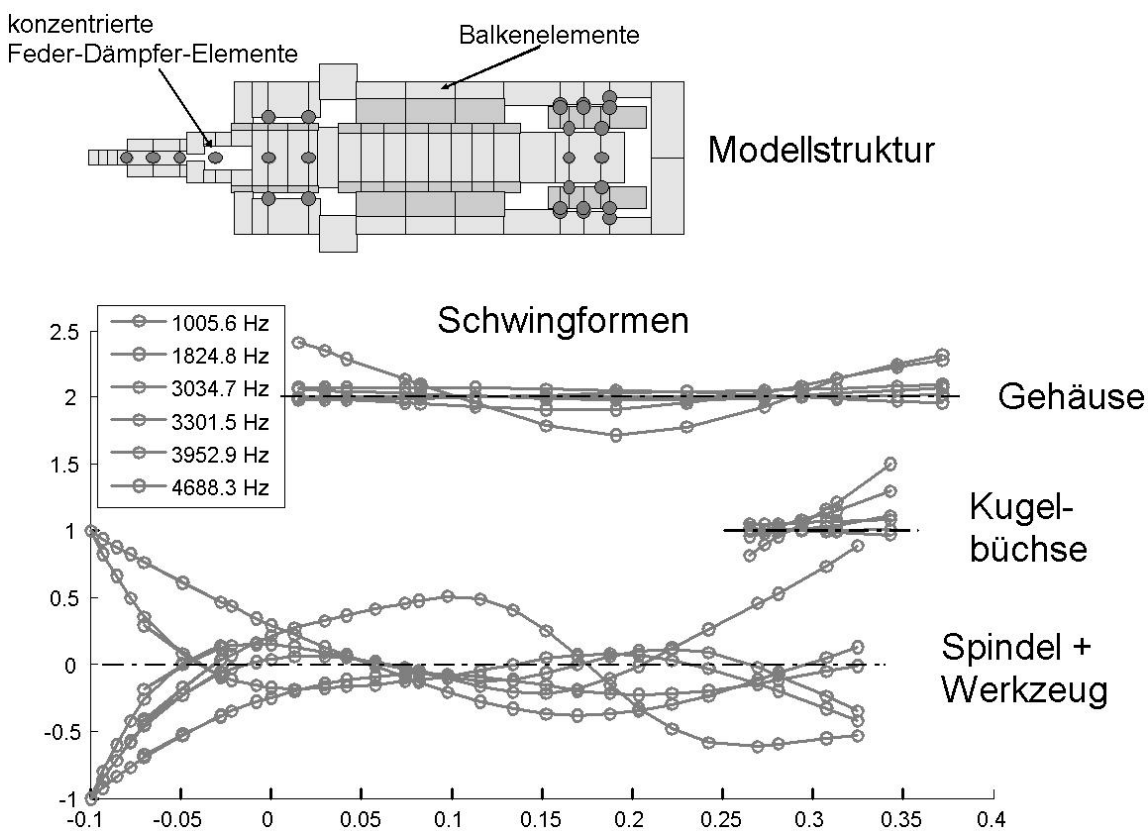 konzentrierte
Feder-Dämpfer-Elemente
Balkenelemente
Modellstruktur
Schwingformen
1005.6 Hz
1824.8 Hz
3034.7 Hz
3301.5 Hz
3952.9 Hz
4688.3 Hz
Gehäuse
Kugel-
büchse
Spindel +
Werkzeug
2.5
2
1.5
1
0.5
0
-0.5
-1
-0.1 -0.05 0 0.05 0.1 0.15 0.2 0.25 0.3 0.35 0.4